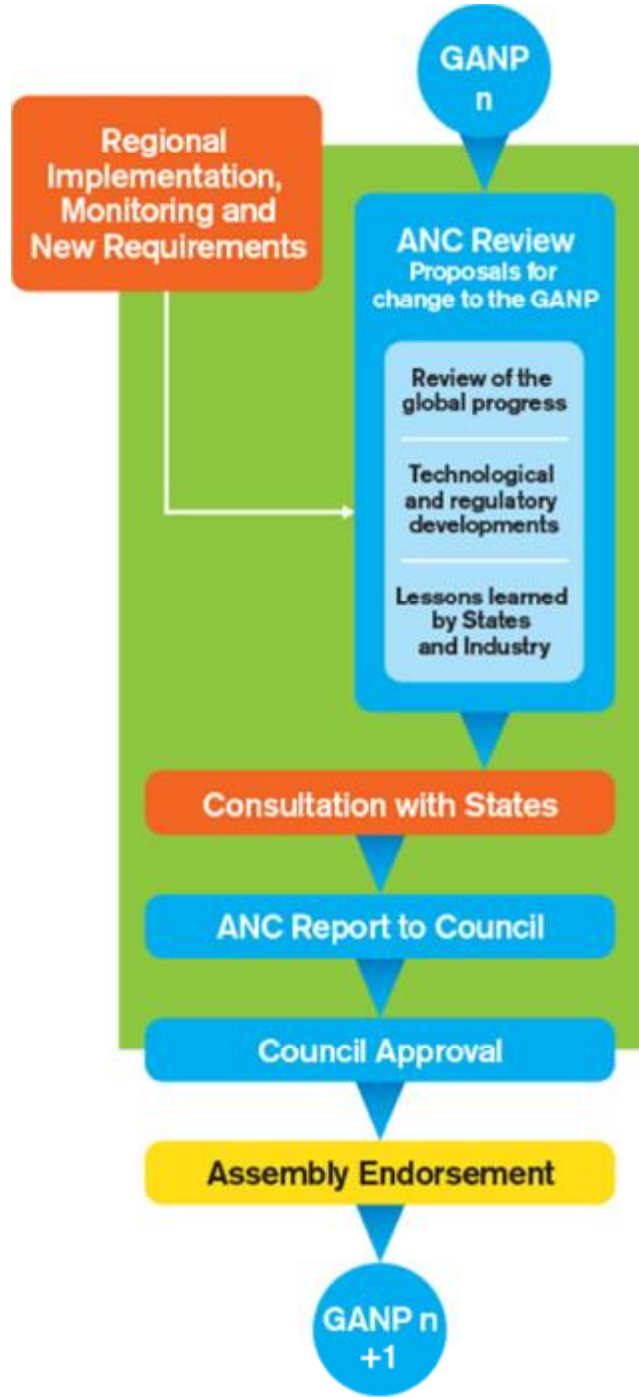 GANP
n
Regional
Implementation,
Monitoring and
New Requirements
ANC Review
Proposals for
change to the GANP
Review of the
global progress
Technological
and regulatory
developments
Lessons learned
by States
and Industry
Consultation with States
ANC Report to Council
Council Approval
Assembly Endorsement
GANP n
+1